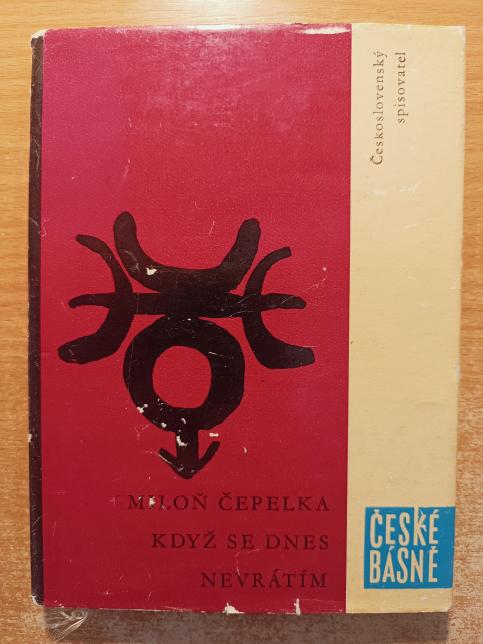 Československý
spisovatel
MILOŇ ČEPELKA
KDYŽ SE DNES
NEVRÁTÍM
ČESKÉ
BÁSNĚ